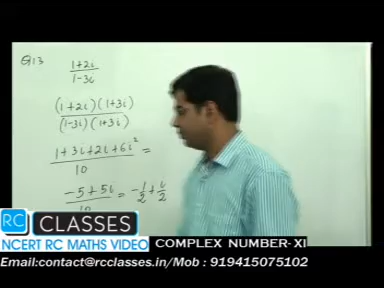 Q.13
1+2i
1-3i
(1+2i)(1+3i)
(1-3i)(1+3i)
1+3i+2i+6i² =
10
-5+5i = -1/2 + i/2
10
RC CLASSES
NCERT RC MATHS VIDEO COMPLEX NUMBER-XI
Email:contact@rcclasses.in/Mob : 919415075102